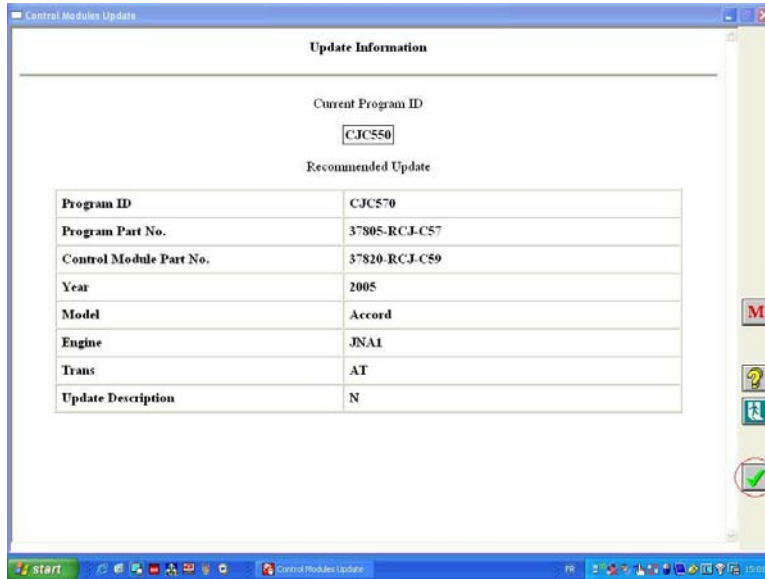 Control Modules Update
Update Information
Current Program ID
CJC550
Recommended Update
Program ID CJC570
Program Part No. 37805-RCJ-C57
Control Module Part No. 37820-RCJ-C59
Year 2005
Model Accord
Engine JNA1
Trans AT
Update Description N
M
?
start Control Modules Update FR 15:01